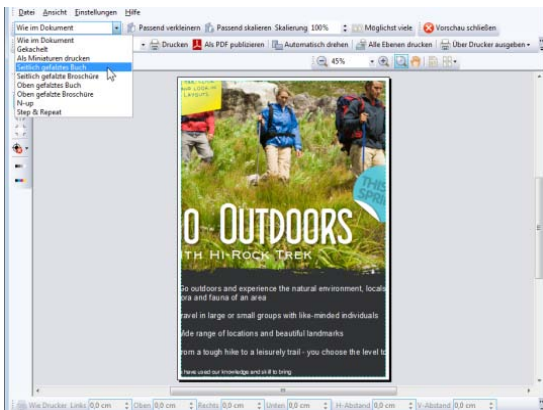 Datei Ansicht Einstellungen Hilfe
Wie im Dokument Passend verkleinern Passend skalieren Skalierung 100% Möglichst viele Vorschau schließen
Wie im Dokument
Gekachelt
Als Miniaturen drucken
Seitlich gefalztes Buch
Seitlich gefalzte Broschüre
Oben gefalztes Buch
Oben gefalzte Broschüre
N-up
Step & Repeat
Drucken Als PDF publizieren Automatisch drehen Alle Ebenen drucken Über Drucker ausgeben
45%
OUR LOOK IN
LAYOUTS
THIS
SPRI
O OUTDOORS
ITH HI-ROCK TREK
Go outdoors and experience the natural environment, locals
ora and fauna of an area
ravel in large or small groups with like-minded individuals
Wide range of locations and beautiful landmarks
rom a tough hike to a leisurely trail - you choose the level to
have used our knowledge and skill to bring
Wie Drucker Links 0,0 cm Oben 0,0 cm Rechts 0,0 cm Unten 0,0 cm H-Abstand 0,0 cm V-Abstand 0,0 cm